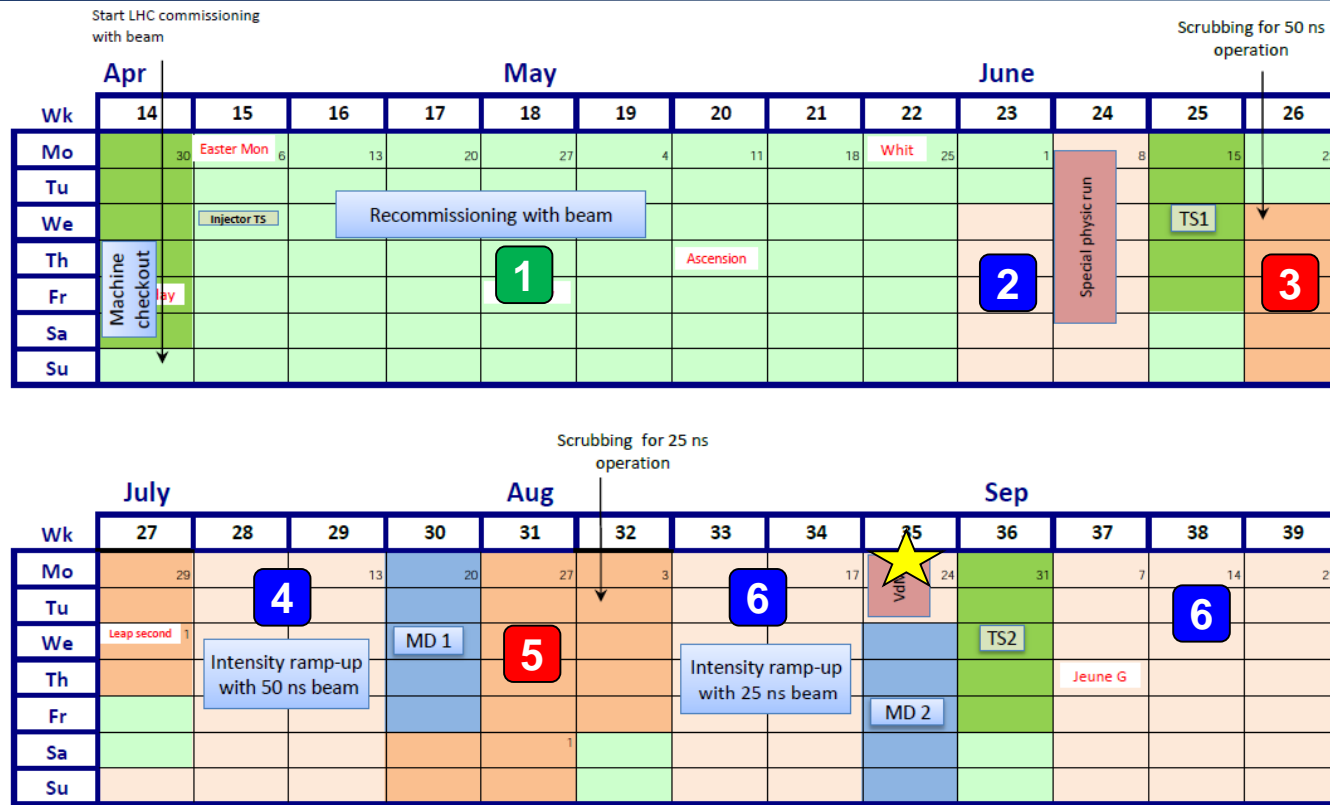 Start LHC commissioning
with beam
Scrubbing for 50 ns
operation
Apr May June
Wk 14 15 16 17 18 19 20 21 22 23 24 25 26
Mo 30 Easter Mon 6 13 20 27 4 11 18 Whit 25 1 8 15 2
Tu
We Injector TS Recommissioning with beam TS1
Th Ascension
Fr ay
Sa
Su
Machine
checkout
1
2
Special physic run
3
Scrubbing for 25 ns
operation
July Aug Sep
Wk 27 28 29 30 31 32 33 34 35 36 37 38 39
Mo 29 13 20 27 3 17 24 31 7 14 2
Tu
We Leap second 1 MD 1 TS2
Th Jeune G
Fr MD 2
Sa 1
Su
4
Intensity ramp-up
with 50 ns beam
5
6
Intensity ramp-up
with 25 ns beam
6